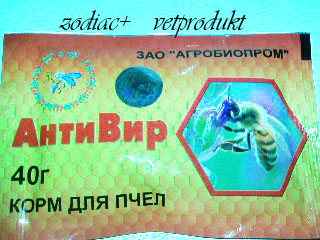 zodiac+ vetprodukt
ЗАО "АГРОБИОПРОМ"
АнтиВир
40г
КОРМ ДЛЯ ПЧЕЛ